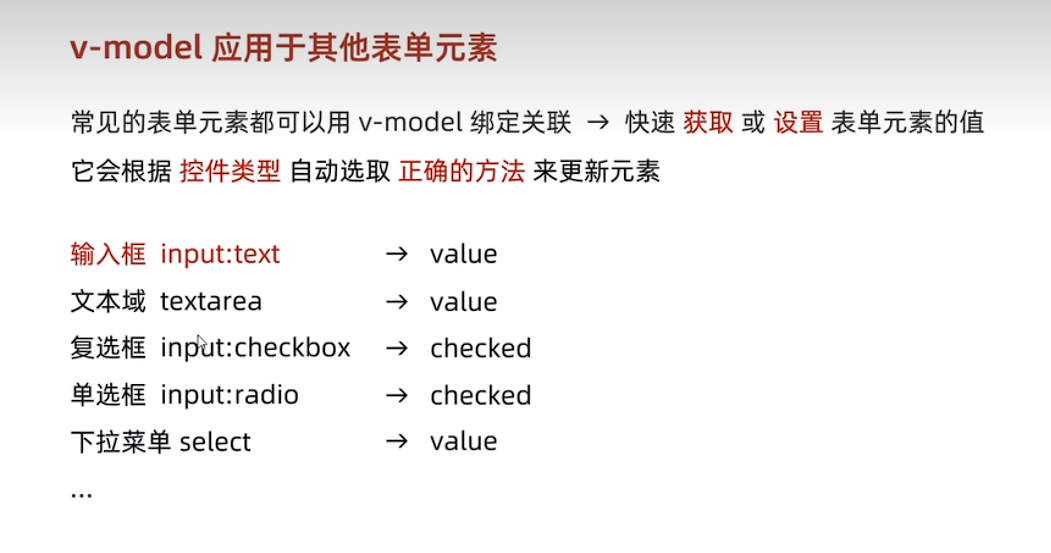 v-model 应用于其他表单元素
常见的表单元素都可以用 v-model 绑定关联 → 快速 获取 或 设置 表单元素的值
它会根据 控件类型 自动选取 正确的方法 来更新元素
输入框 input:text → value
文本域 textarea → value
复选框 input:checkbox → checked
单选框 input:radio → checked
下拉菜单 select → value
...